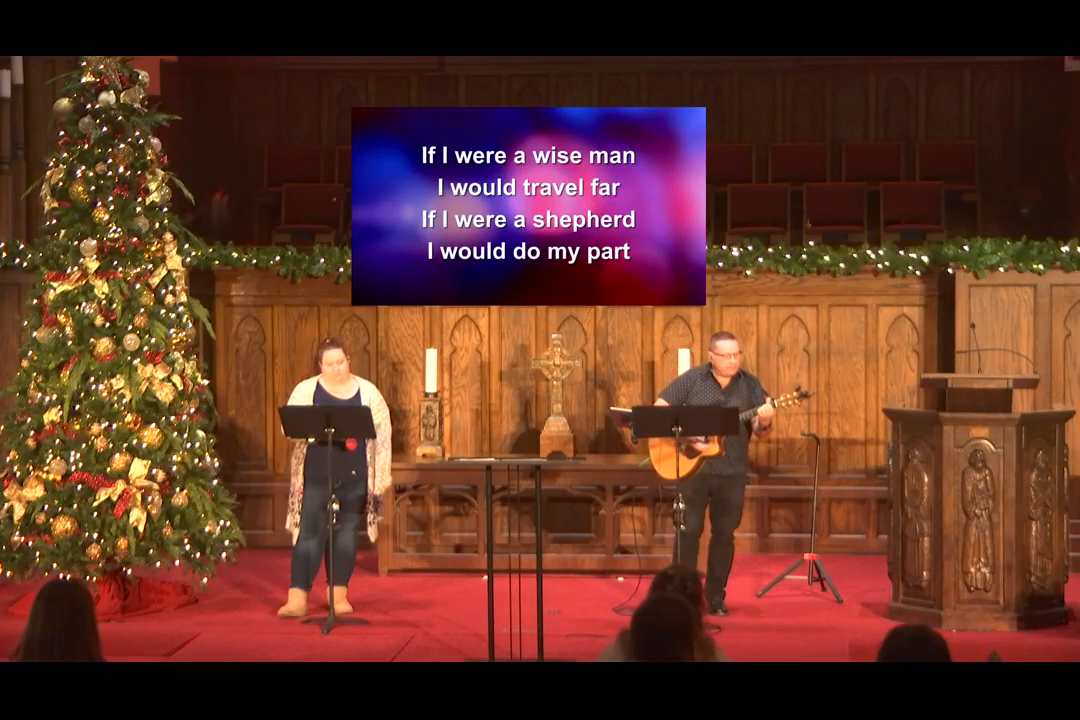 If I were a wise man
I would travel far
If I were a shepherd
I would do my part